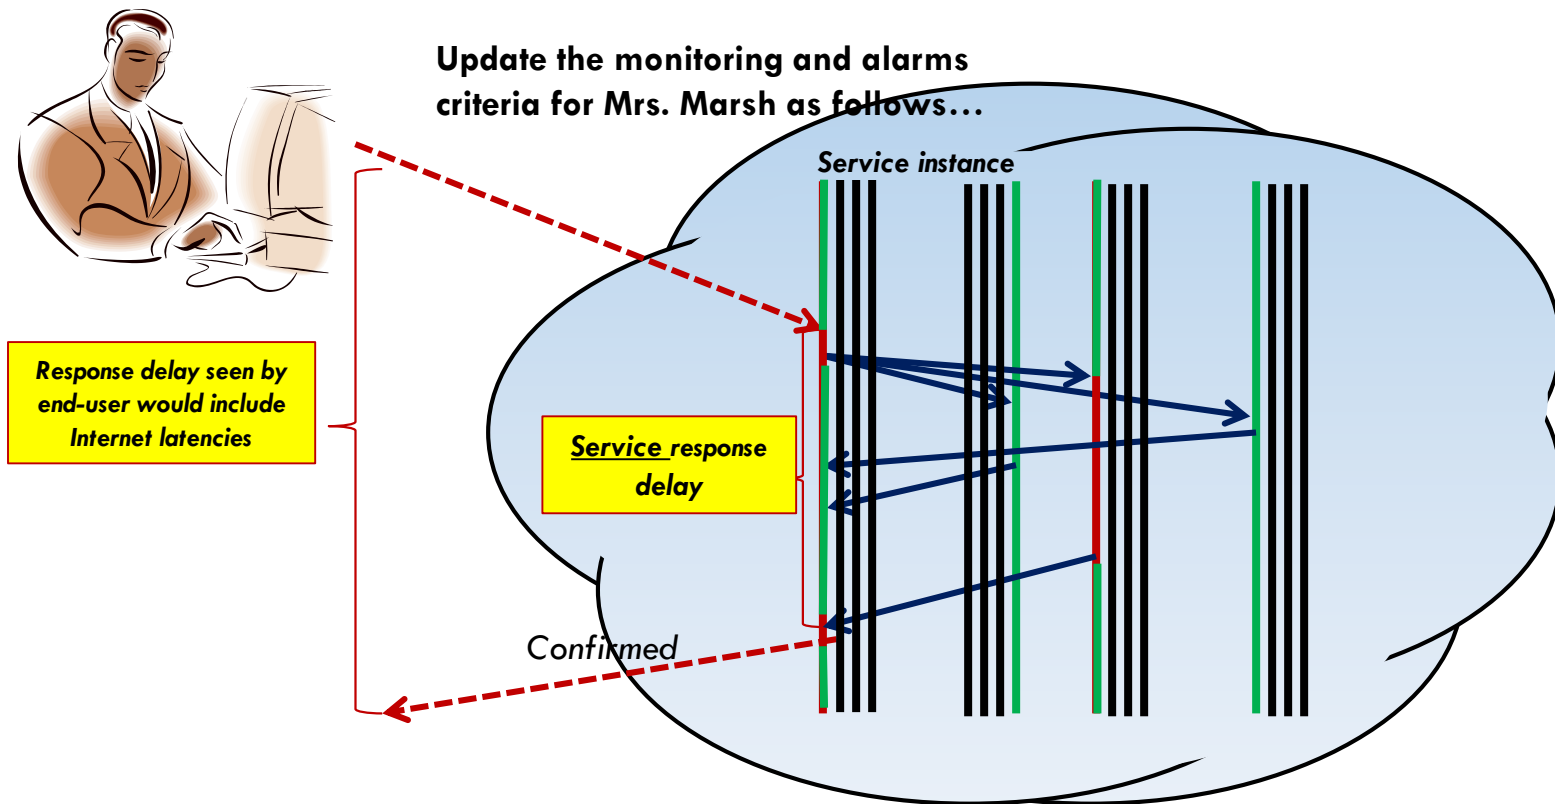 Update the monitoring and alarms
criteria for Mrs. Marsh as follows…
Service instance
Response delay seen by
end-user would include
Internet latencies
Service response
delay
Confirmed